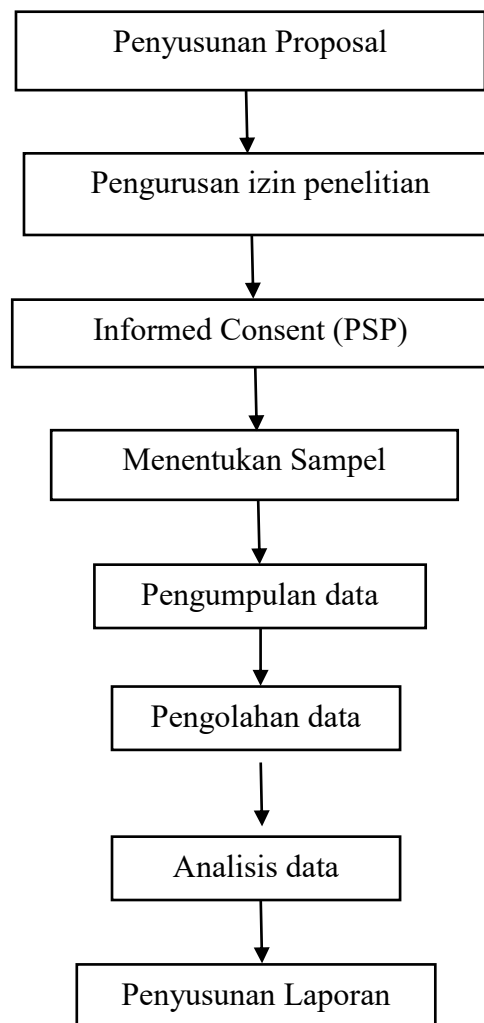 Penyusunan Proposal
Pengurusan izin penelitian
Informed Consent (PSP)
Menentukan Sampel
Pengumpulan data
Pengolahan data
Analisis data
Penyusunan Laporan